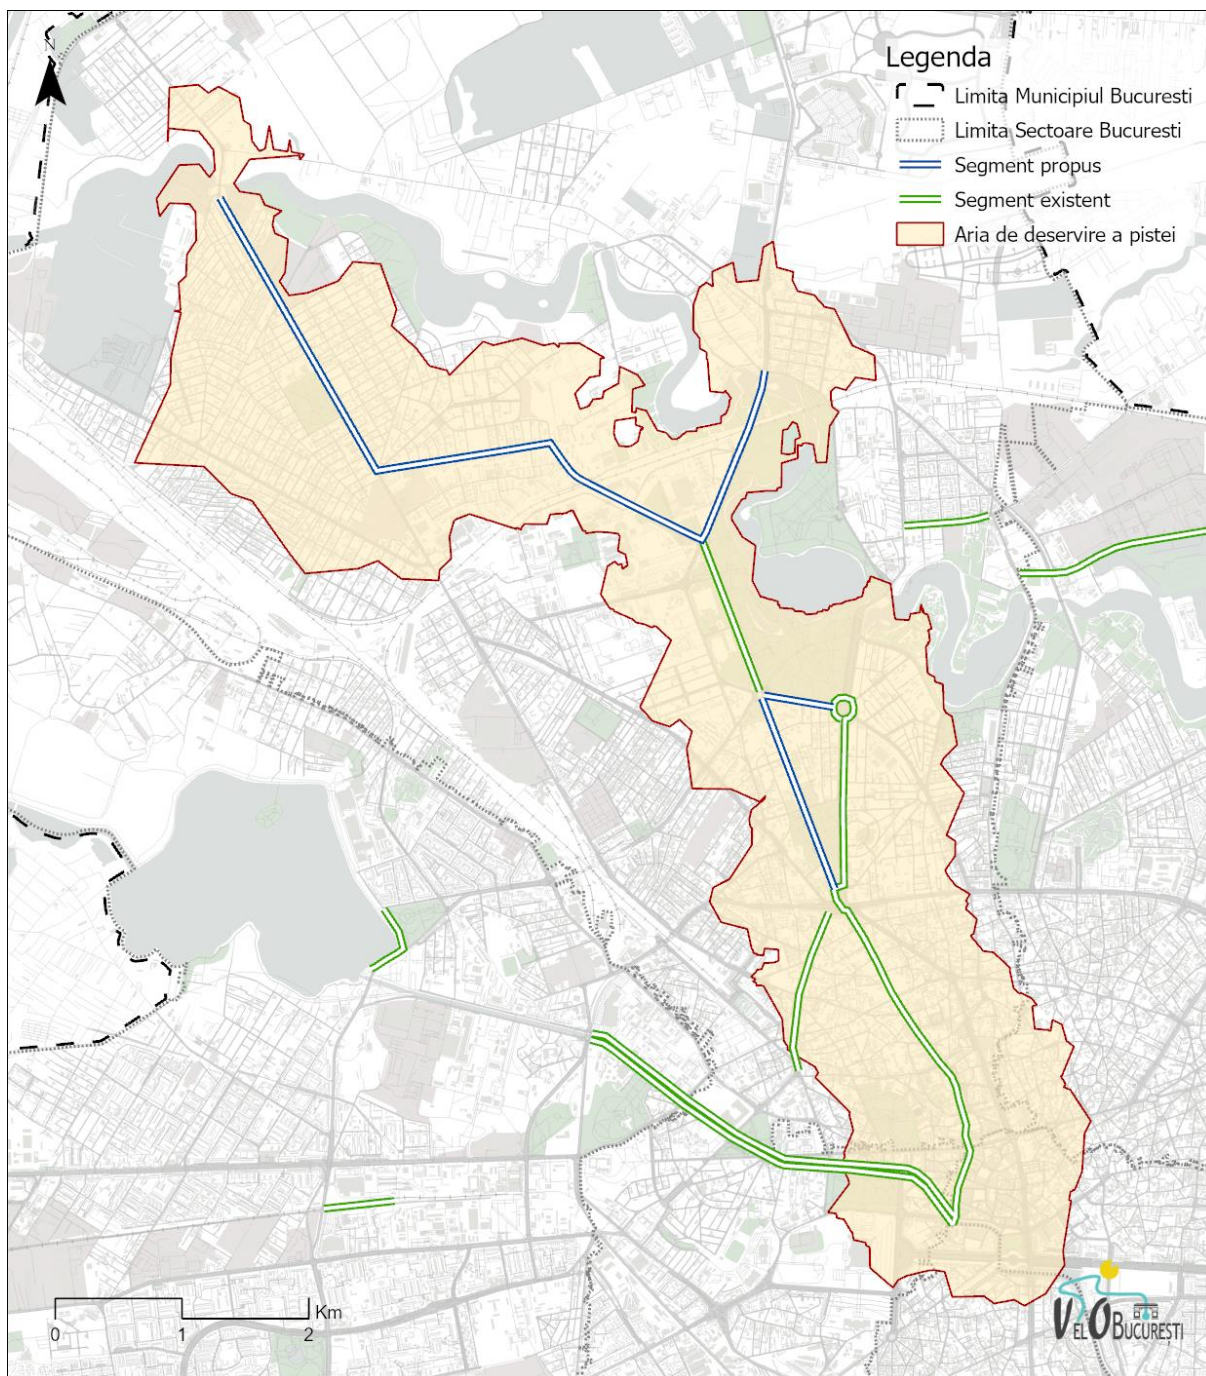 N
Legenda
Limita Municipiul Bucuresti
Limita Sectoare Bucuresti
Segment propus
Segment existent
Aria de deservire a pistei
Km
0 1 2
VELO BUCUREȘTI